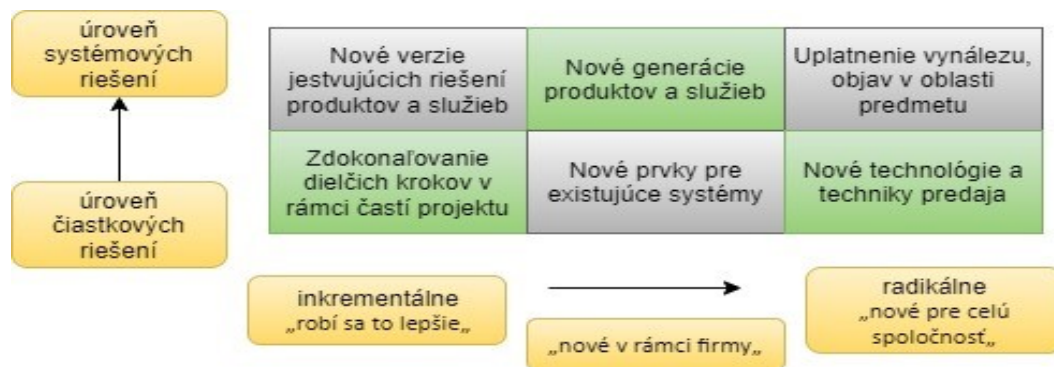 úroveň
systémových
riešení
Nové verzie
jestvujúcich riešení
produktov a služieb
Nové generácie
produktov a služieb
Uplatnenie vynálezu,
objav v oblasti
predmetu
úroveň
čiastkových
riešení
Zdokonaľovanie
dielčich krokov v
rámci častí projektu
Nové prvky pre
existujúce systémy
Nové technológie a
techniky predaja
inkrementálne
„robí sa to lepšie„
„nové v rámci firmy„
radikálne
„nové pre celú
spoločnosť„